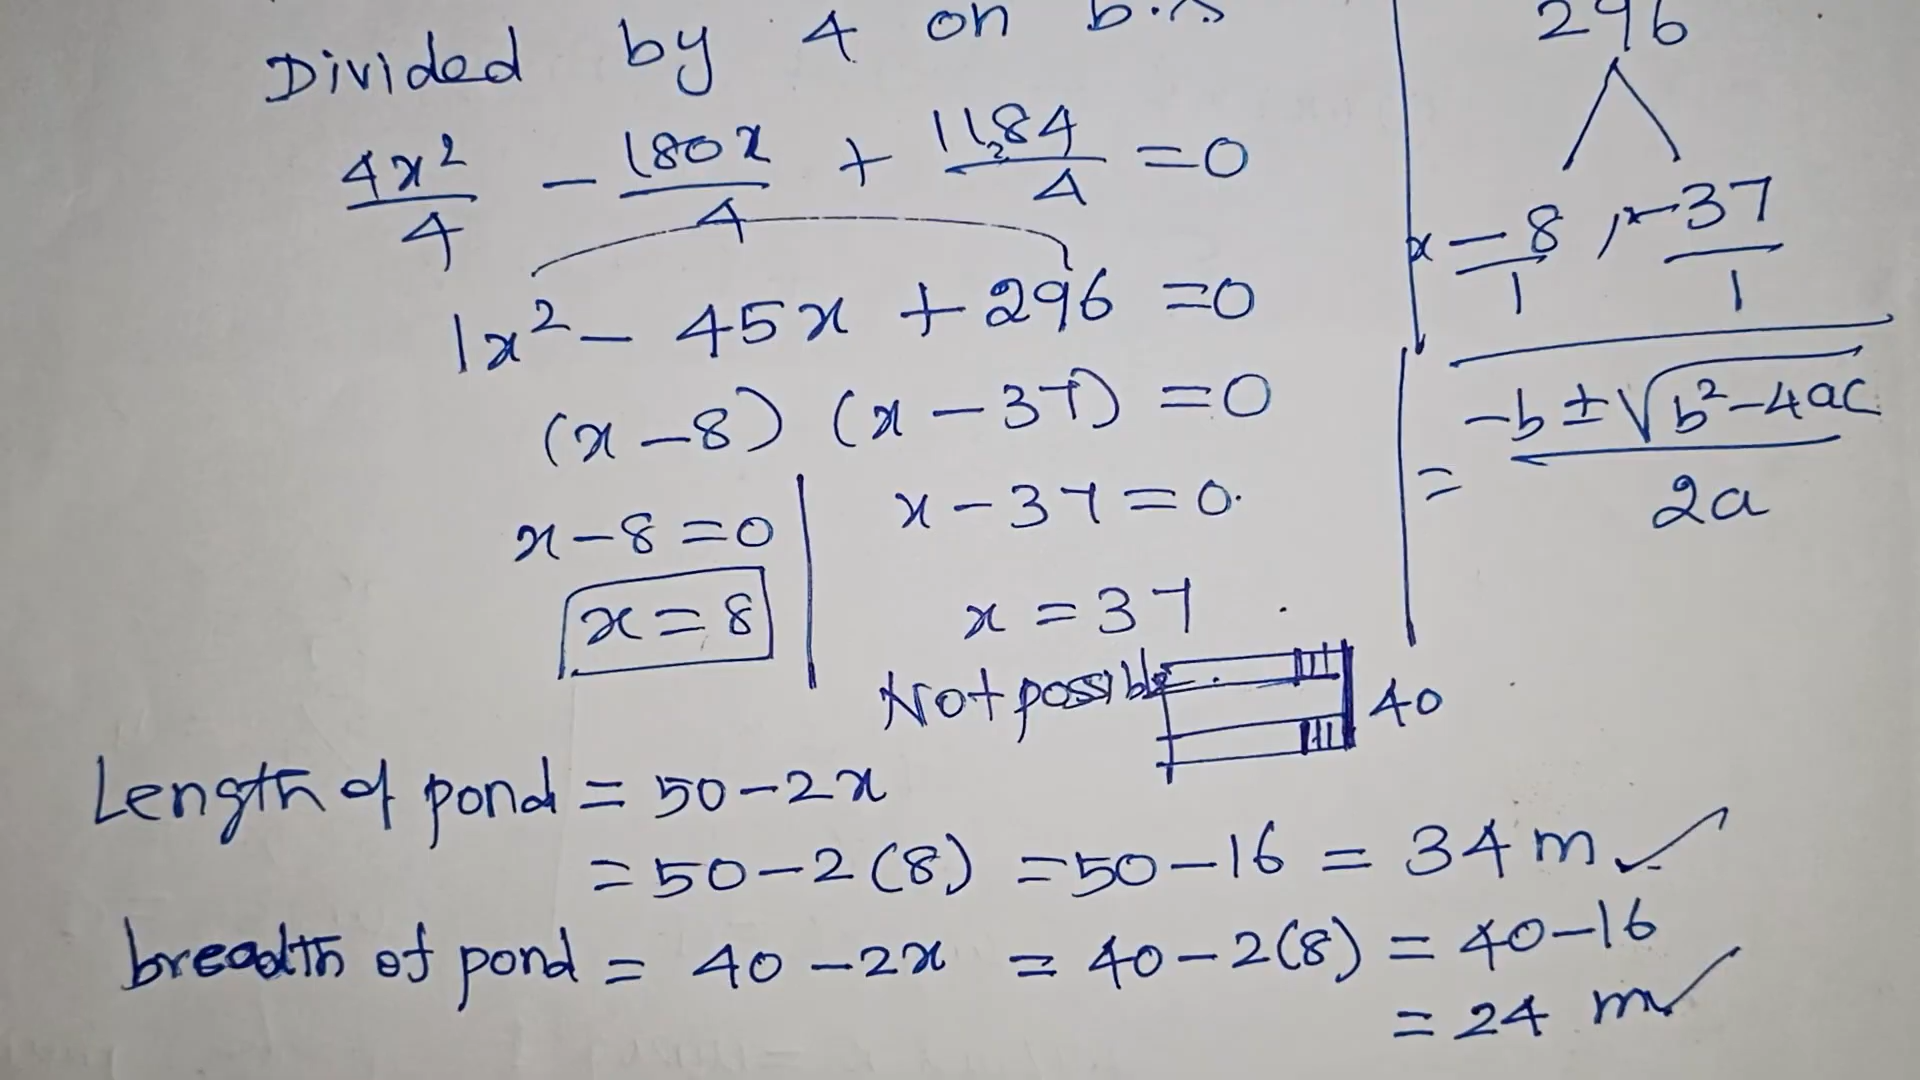 Divided by 4 on b.s
4x²/4 - 180x/4 + 1184/4 = 0
1x² - 45x + 296 = 0
(x - 8) (x - 37) = 0
x - 8 = 0
x = 8
x - 37 = 0
x = 37
Not possible
40
Length of pond = 50 - 2x
= 50 - 2(8) = 50 - 16 = 34 m
breadth of pond = 40 - 2x = 40 - 2(8) = 40 - 16
= 24 m
296
x - 8/1 , x - 37/1
= -b ± √b² - 4ac / 2a